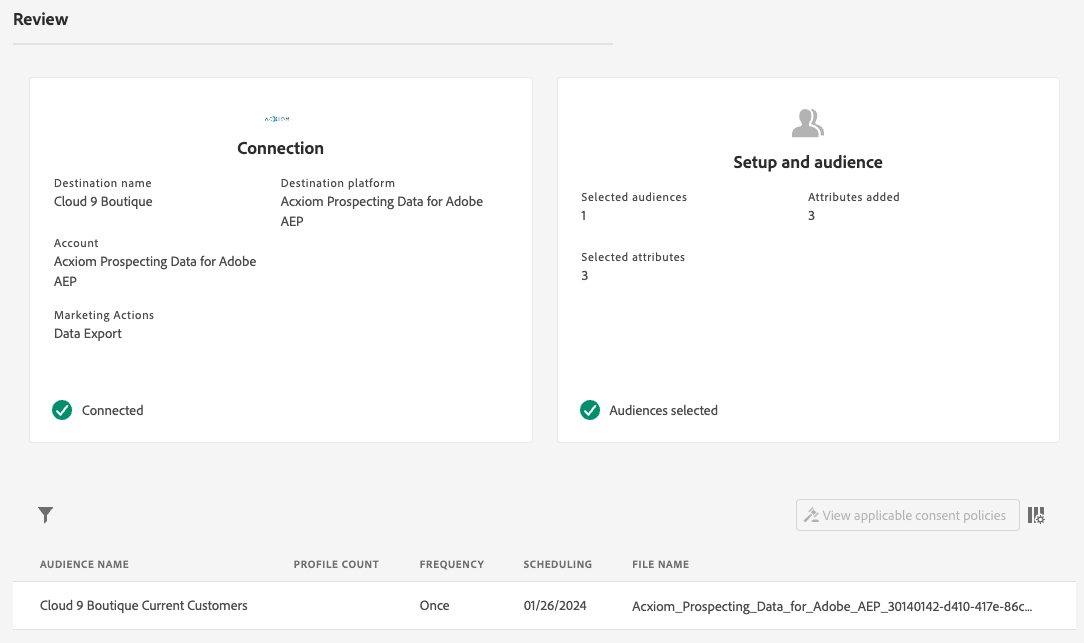 Review
ACXIOM
Connection
Destination name
Cloud 9 Boutique
Destination platform
Acxiom Prospecting Data for Adobe
AEP
Account
Acxiom Prospecting Data for Adobe
AEP
Marketing Actions
Data Export
Connected
Setup and audience
Selected audiences
1
Attributes added
3
Selected attributes
3
Audiences selected
View applicable consent policies
AUDIENCE NAME PROFILE COUNT FREQUENCY SCHEDULING FILE NAME
Cloud 9 Boutique Current Customers Once 01/26/2024 Acxiom_Prospecting_Data_for_Adobe_AEP_30140142-d410-417e-86c...